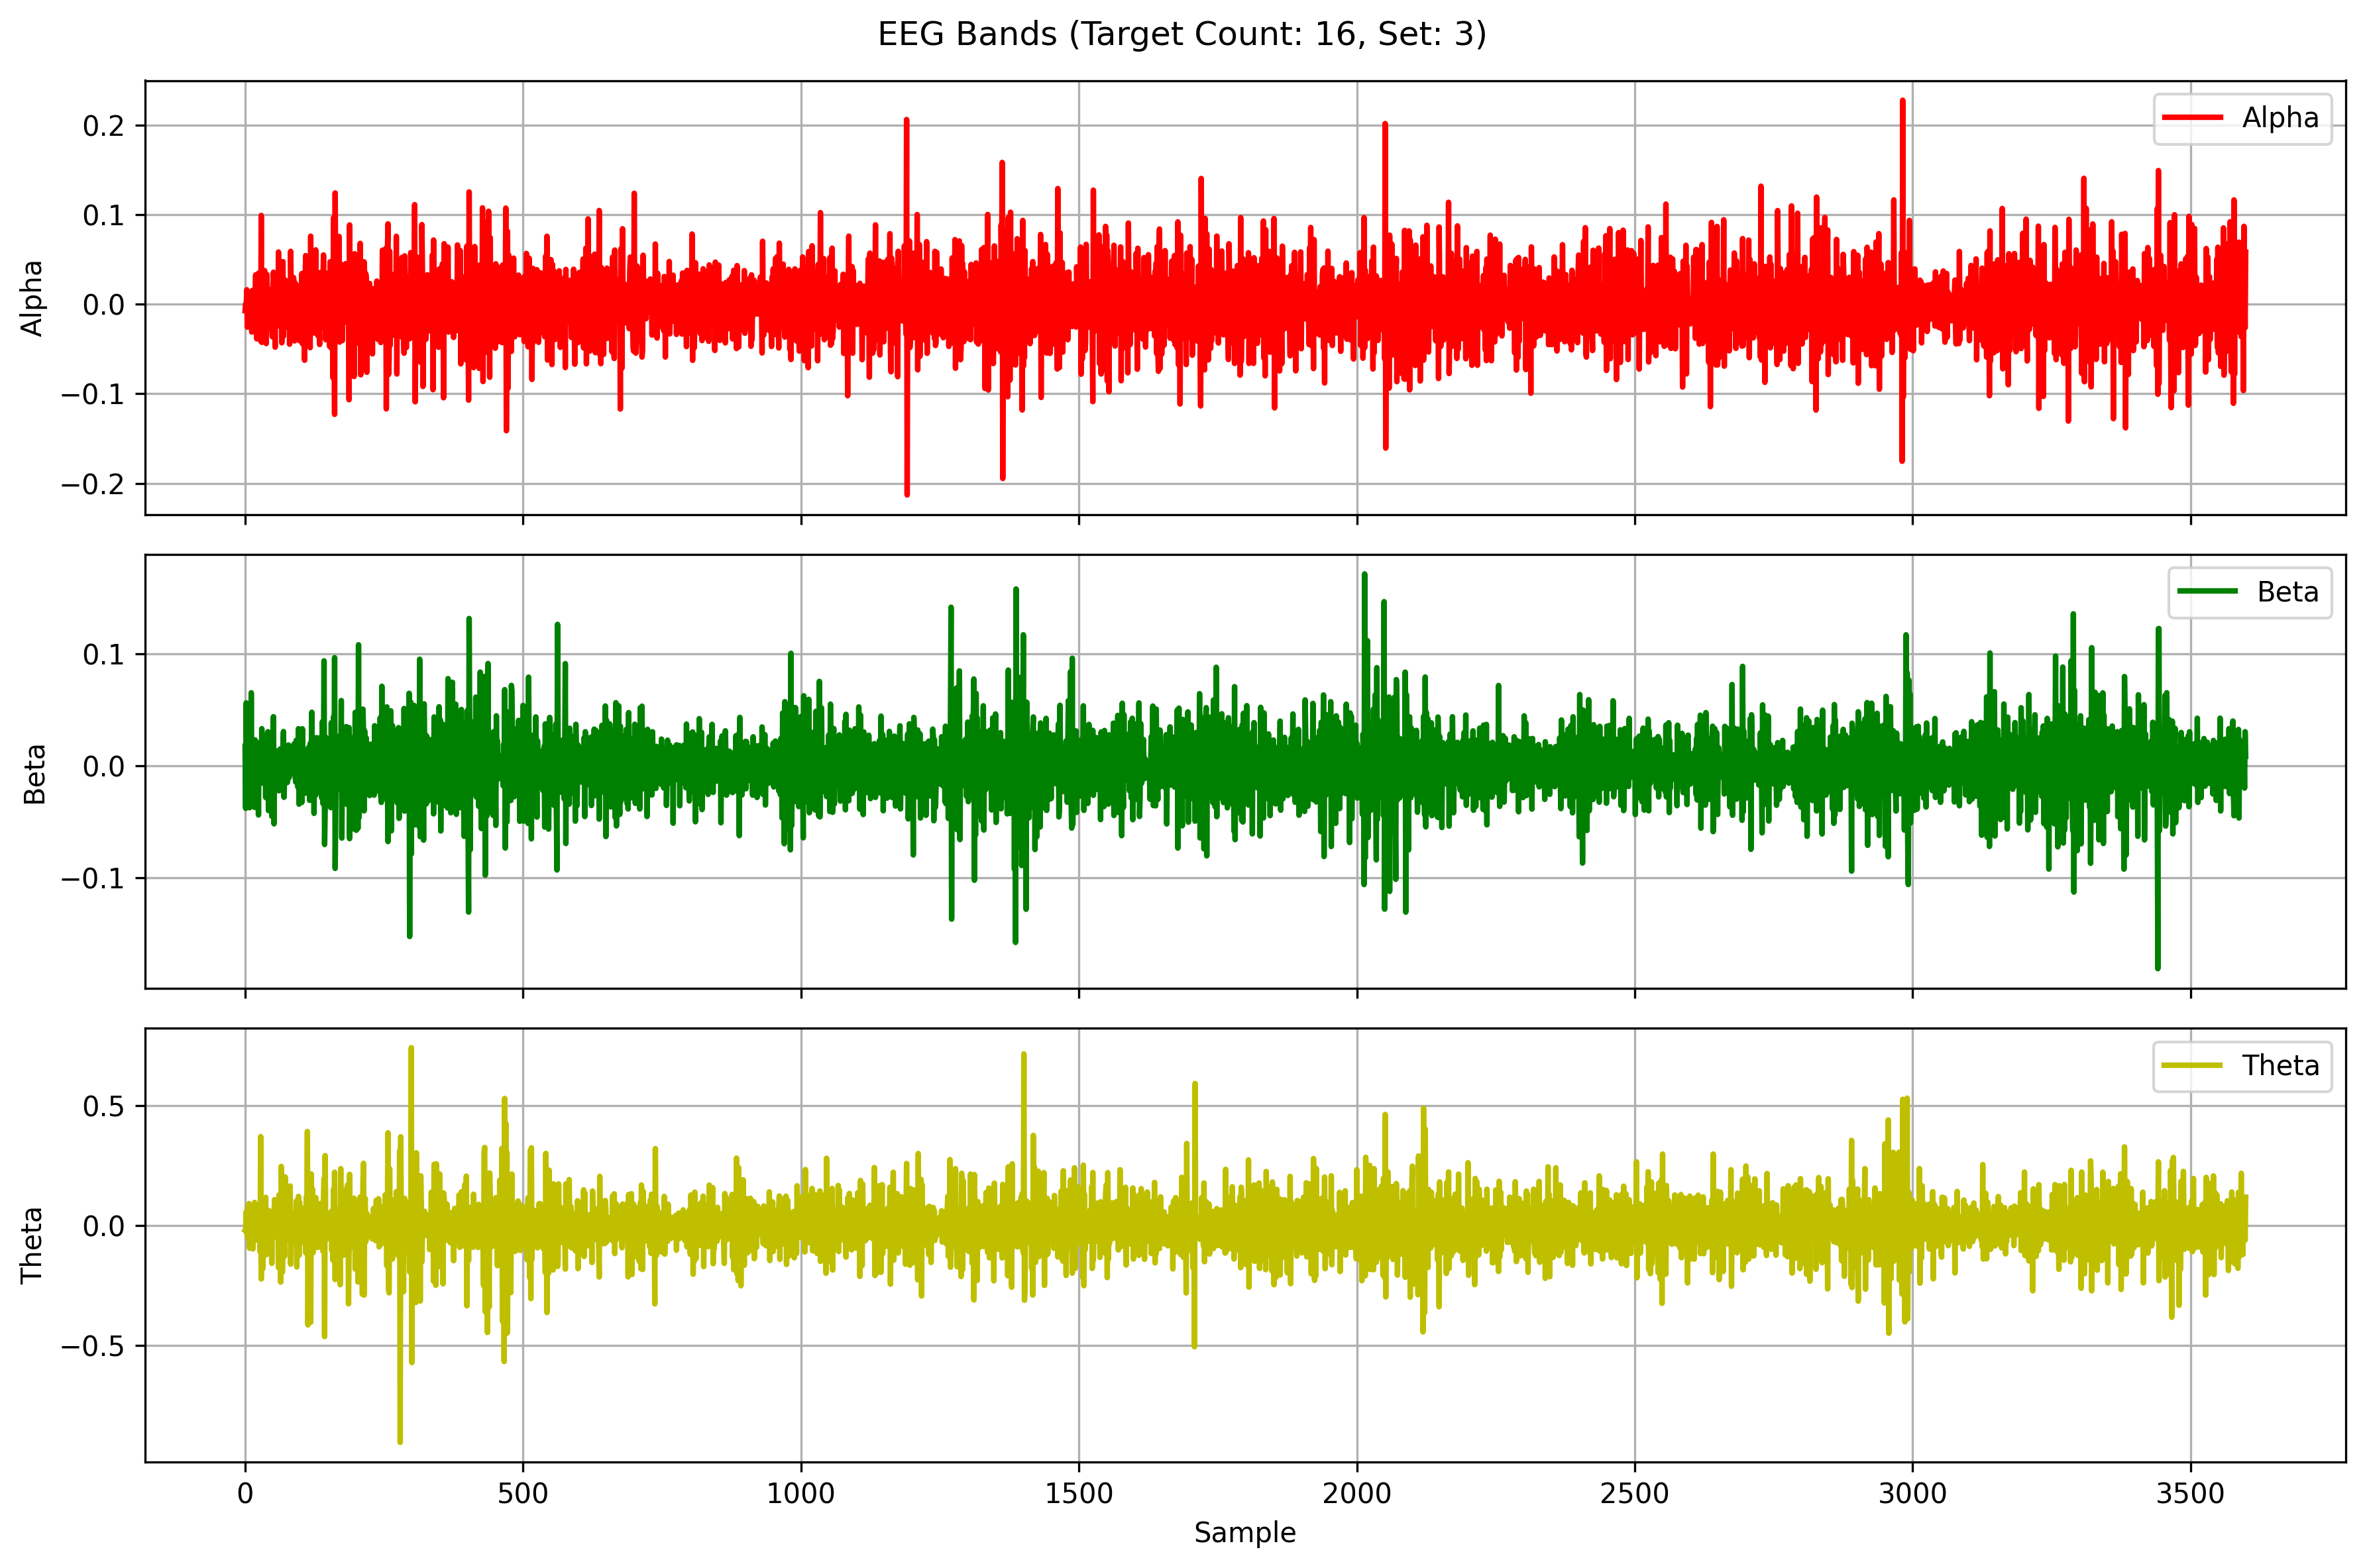 EEG Bands (Target Count: 16, Set: 3)
Alpha
0.2
0.1
0.0
−0.1
−0.2
Alpha
Beta
0.1
0.0
−0.1
Beta
Theta
0.5
0.0
−0.5
Theta
0 500 1000 1500 2000 2500 3000 3500
Sample